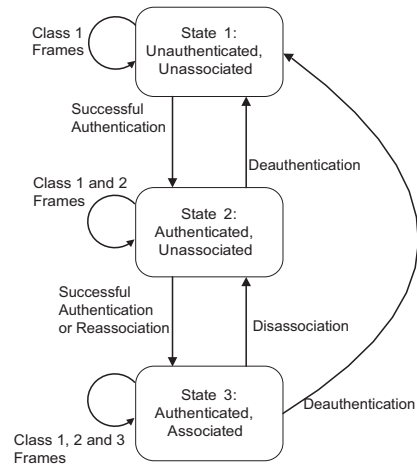 Class 1
Frames
State 1:
Unauthenticated,
Unassociated
Successful
Authentication
Deauthentication
Class 1 and 2
Frames
State 2:
Authenticated,
Unassociated
Successful
Authentication
or Reassociation
Disassociation
State 3:
Authenticated,
Associated
Deauthentication
Class 1, 2 and 3
Frames